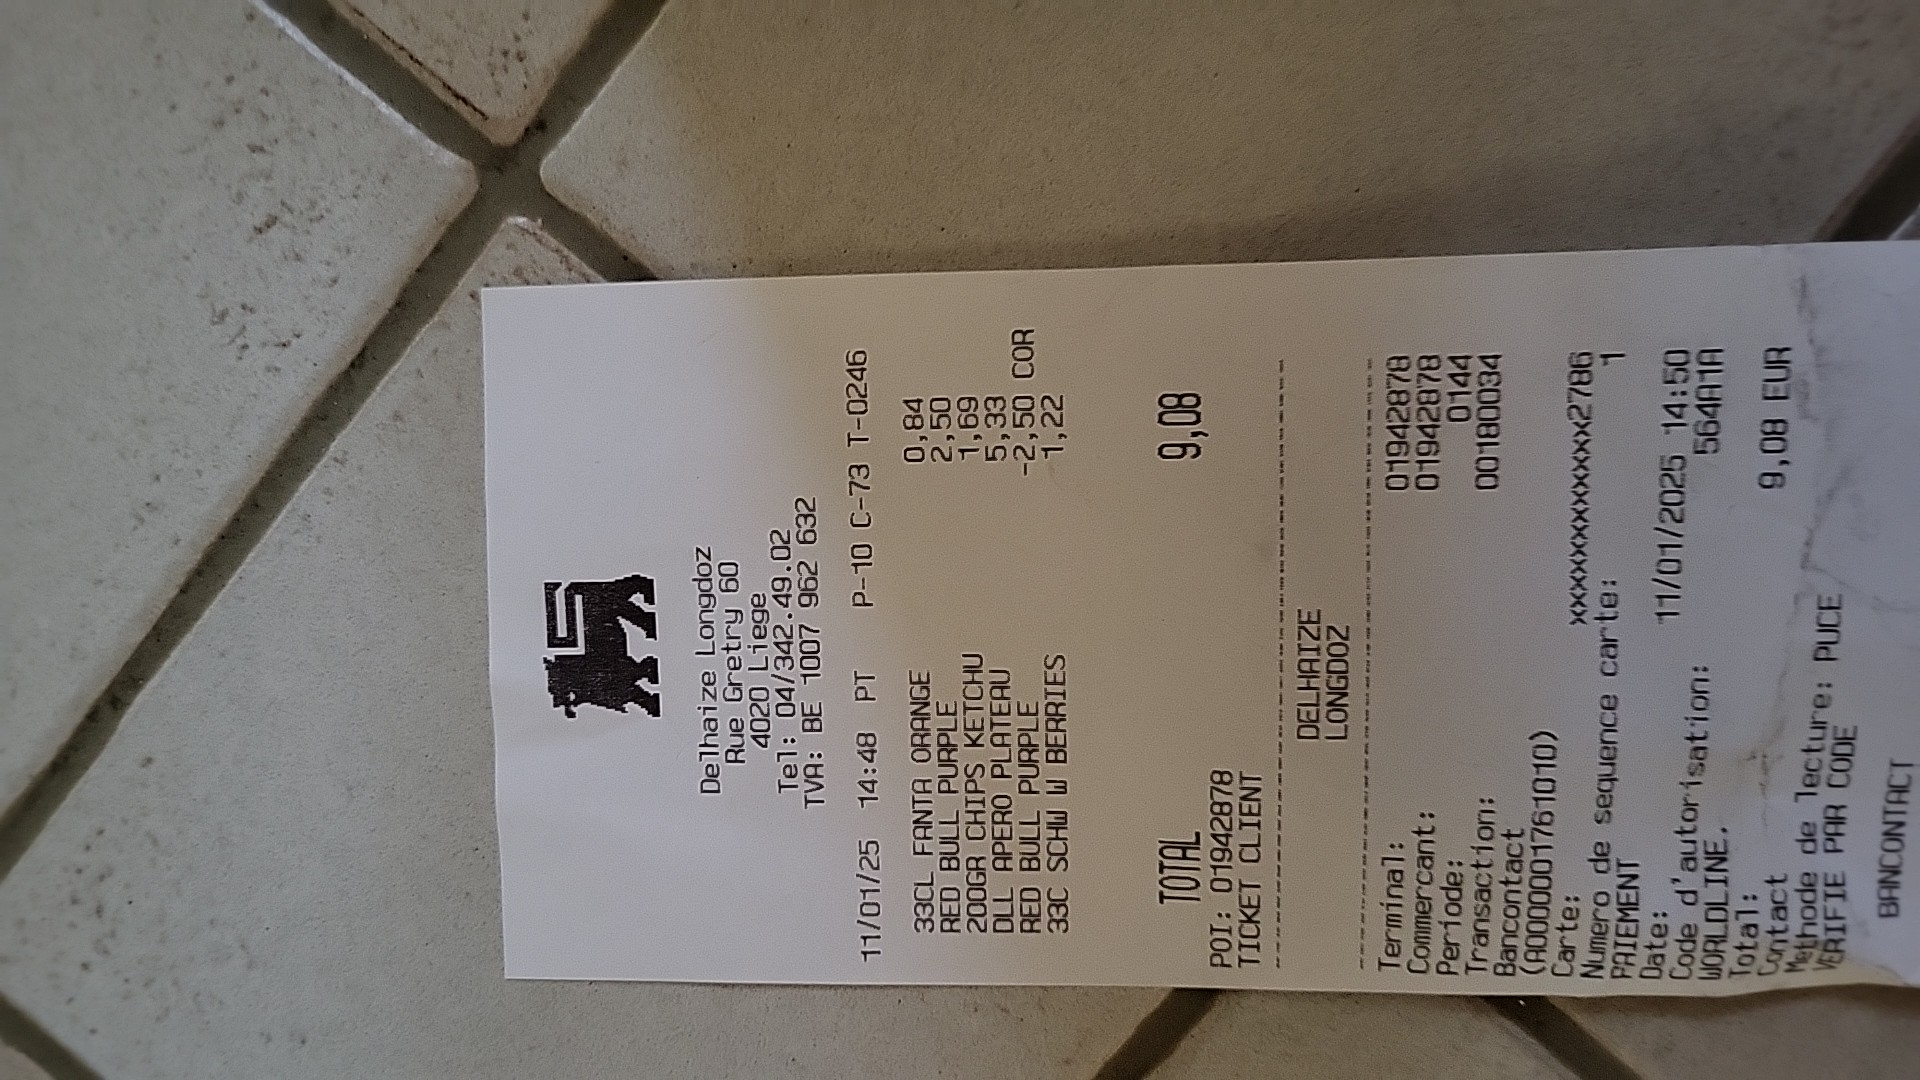 Delhaize Longdoz
Rue Gretry 60
4020 Liege
Tel: 04/342.49.02
TVA: BE 1007 962 632
11/01/25 14:48 PT P-10 C-73 T-0246
33CL FANTA ORANGE 0,84
RED BULL PURPLE 2,50
200GR CHIPS KETCHU 1,69
DLL APERO PLATEAU 5,33
RED BULL PURPLE -2,50 COR
33C SCHW W BERRIES 1,22
TOTAL 9,08
POI: 01942878
TICKET CLIENT
DELHAIZE
LONGDOZ
Terminal: 01942878
Commercant: 01942878
Periode: 0144
Transaction: 00180034
Bancontact
(A0000001761010)
Carte: xxxxxxxxxxxxx2786
Numero de sequence carte: 1
PAIEMENT
Date: 11/01/2025 14:50
Code d'autorisation: 564A1A
WORLDLINE.
Total: 9,08 EUR
Contact
Methode de lecture: PUCE
VERIFIE PAR CODE
BANCONTACT